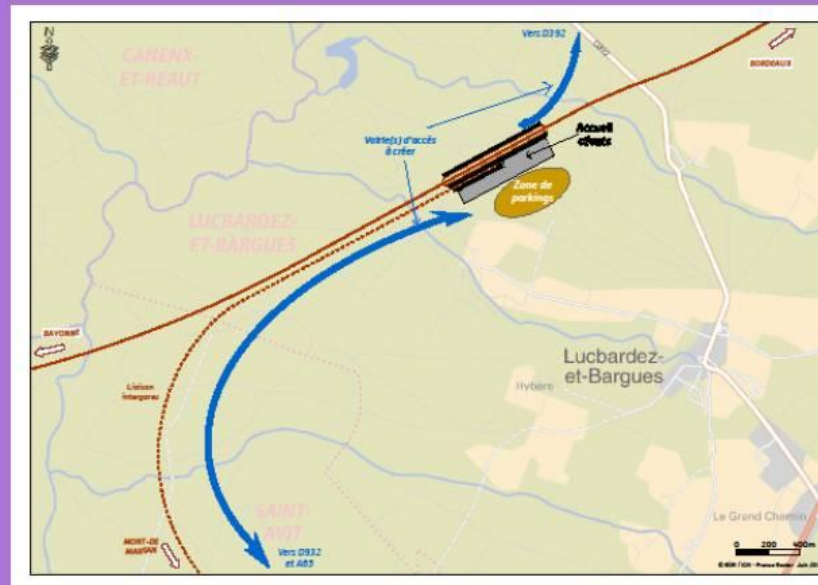 N
Vers D392
BORDEAUX
CANENX-
ET-REAUT
Voirie(s) d'accès
à créer
Accueil
Zone de
parkings
LUCBARDEZ-
ET-BARGUES
BAYONNE
Liaison
intergares
Lucbardez-
et-Bargues
Hybère
SAINT-
AVIT
Le Grand Chemin
MONT-DE
MARSAN
Vers D932
et A65
0 200 400m